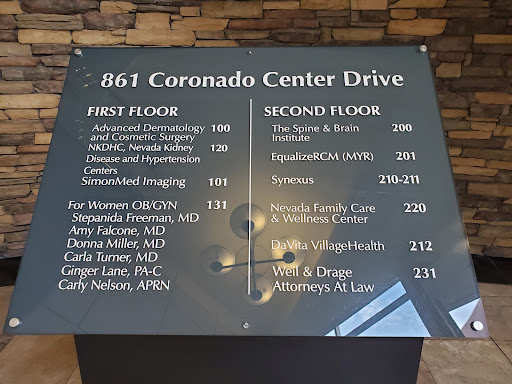 861 Coronado Center Drive
FIRST FLOOR
Advanced Dermatology 100
and Cosmetic Surgery
NKDHC, Nevada Kidney 120
Disease and Hypertension
Centers
SimonMed Imaging 101
For Women OB/GYN 131
Stepanida Freeman, MD
Amy Falcone, MD
Donna Miller, MD
Carla Turner, MD
Ginger Lane, PA-C
Carly Nelson, APRN
SECOND FLOOR
The Spine & Brain 200
Institute
EqualizeRCM (MYR) 201
Synexus 210-211
Nevada Family Care 220
& Wellness Center
DaVita VillageHealth 212
Weil & Drage 231
Attorneys At Law